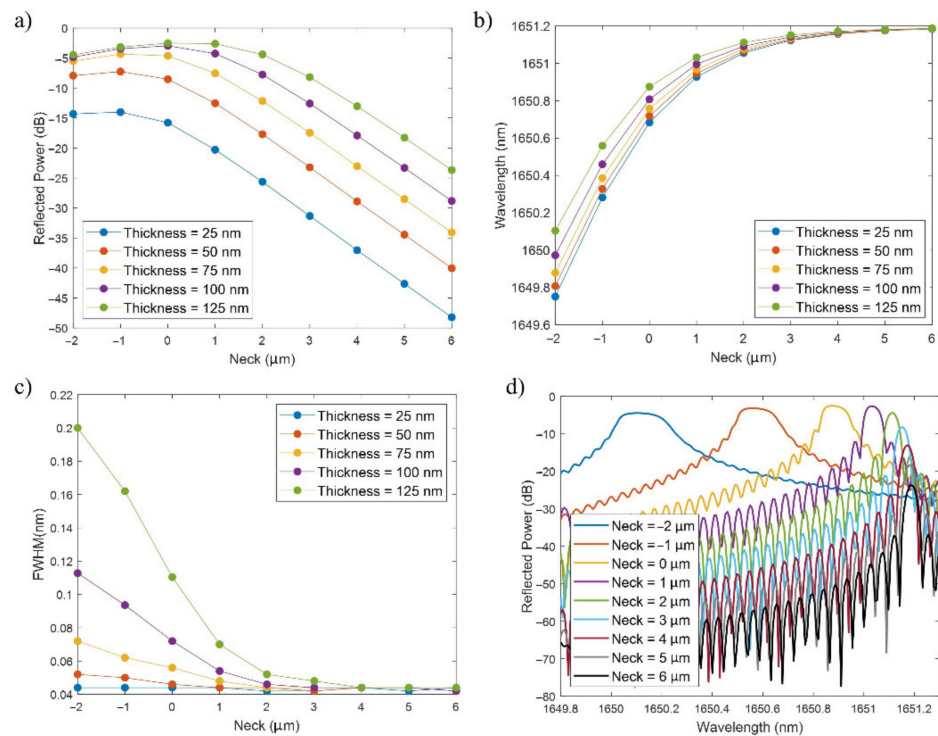 a)
0
−5
−10
−15
−20
−25
−30
−35
−40
−45
−50
Reflected Power (dB)
Thickness = 25 nm
Thickness = 50 nm
Thickness = 75 nm
Thickness = 100 nm
Thickness = 125 nm
−2 −1 0 1 2 3 4 5 6
Neck (µm)
b)
1651.2
1651
1650.8
1650.6
1650.4
1650.2
1650
1649.8
1649.6
Wavelength (nm)
Thickness = 25 nm
Thickness = 50 nm
Thickness = 75 nm
Thickness = 100 nm
Thickness = 125 nm
−2 −1 0 1 2 3 4 5 6
Neck (µm)
c)
0.22
0.2
0.18
0.16
0.14
0.12
0.1
0.08
0.06
0.04
FWHM(nm)
Thickness = 25 nm
Thickness = 50 nm
Thickness = 75 nm
Thickness = 100 nm
Thickness = 125 nm
−2 −1 0 1 2 3 4 5 6
Neck (µm)
d)
0
−10
−20
−30
−40
−50
−60
−70
−80
Reflected Power (dB)
Neck =−2 µm
Neck =−1 µm
Neck = 0 µm
Neck = 1 µm
Neck = 2 µm
Neck = 3 µm
Neck = 4 µm
Neck = 5 µm
Neck = 6 µm
1649.8 1650 1650.2 1650.4 1650.6 1650.8 1651 1651.2
Wavelength (nm)